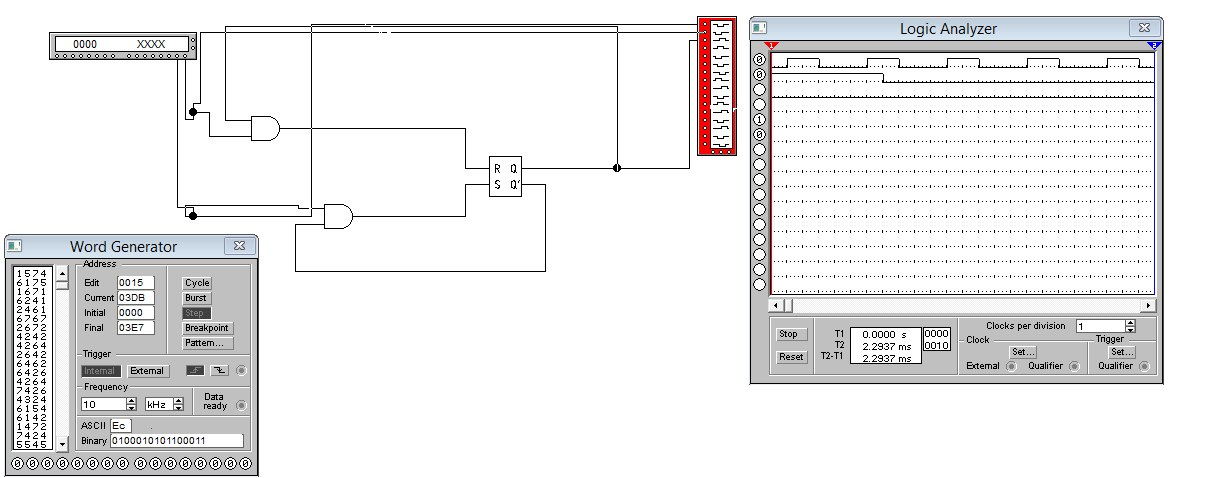 Logic Analyzer
0000 XXXX
R Q
S Q'
Word Generator
1574
6175
1671
6241
2461
6767
2672
4242
4264
2642
6462
6426
4264
7426
4324
6154
6142
1472
7424
5545
Address
Edit 0015
Current 03DB
Initial 0000
Final 03E7
Cycle
Burst
Step
Breakpoint
Pattern...
Trigger
Internal External
Frequency
10 kHz
Data
ready
ASCII Ec
Binary 0100010101100011
0 0 0 0 0 0 0 0 0 0 0 0 0 0 0 0
1 2
0
0
1
0
Stop
Reset
T1 0.0000 s 0000
T2 2.2937 ms 0010
T2-T1 2.2937 ms
Clocks per division 1
Clock
Set...
External Qualifier
Trigger
Set...
Qualifier